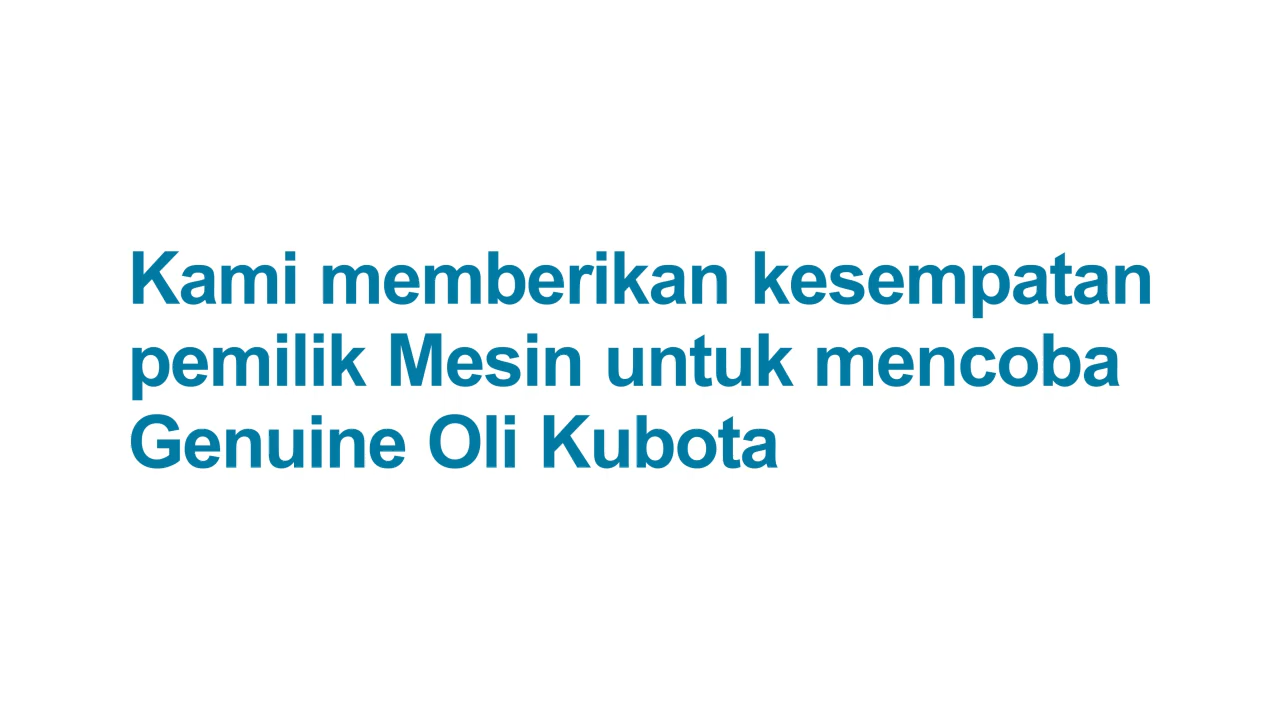 Kami memberikan kesempatan
pemilik Mesin untuk mencoba
Genuine Oli Kubota